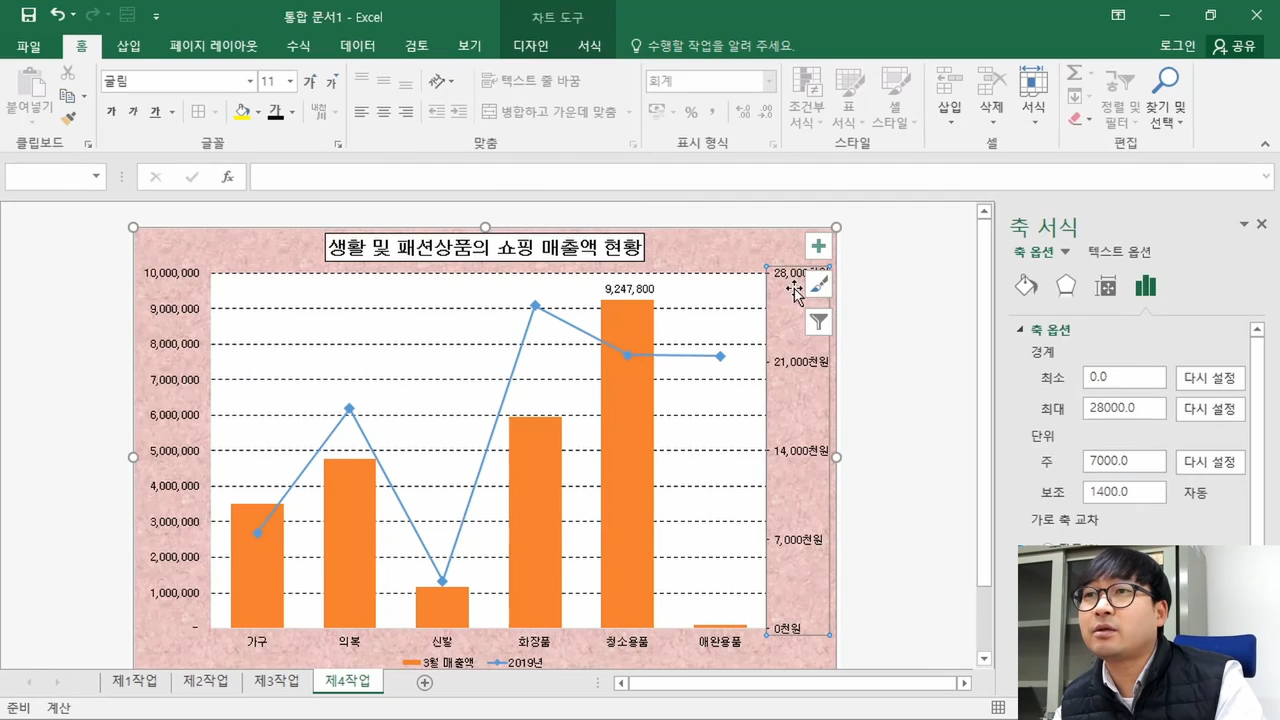 통합 문서1 - Excel
차트 도구
파일
홈
삽입
페이지 레이아웃
수식
데이터
검토
보기
디자인
서식
수행할 작업을 알려 주세요.
로그인
공유
붙여넣기
굴림
11
가
가
가
가
가
가
내천
텍스트 줄 바꿈
병합하고 가운데 맞춤
회계
%
조건부 서식
표 서식
셀 스타일
삽입
삭제
서식
정렬 및 필터
찾기 및 선택
클립보드
글꼴
맞춤
표시 형식
스타일
셀
편집
fx
생활 및 패션상품의 쇼핑 매출액 현황
10,000,000
9,000,000
8,000,000
7,000,000
6,000,000
5,000,000
4,000,000
3,000,000
2,000,000
1,000,000
-
9,247,800
21,000천원
14,000천원
7,000천원
0천원
가구
의복
신발
화장품
청소용품
애완용품
3월 매출액
2019년
축 서식
축 옵션
텍스트 옵션
축 옵션
경계
최소
0.0
다시 설정
최대
28000.0
다시 설정
단위
주
7000.0
다시 설정
보조
1400.0
자동
가로 축 교차
제1작업
제2작업
제3작업
제4작업
준비
계산